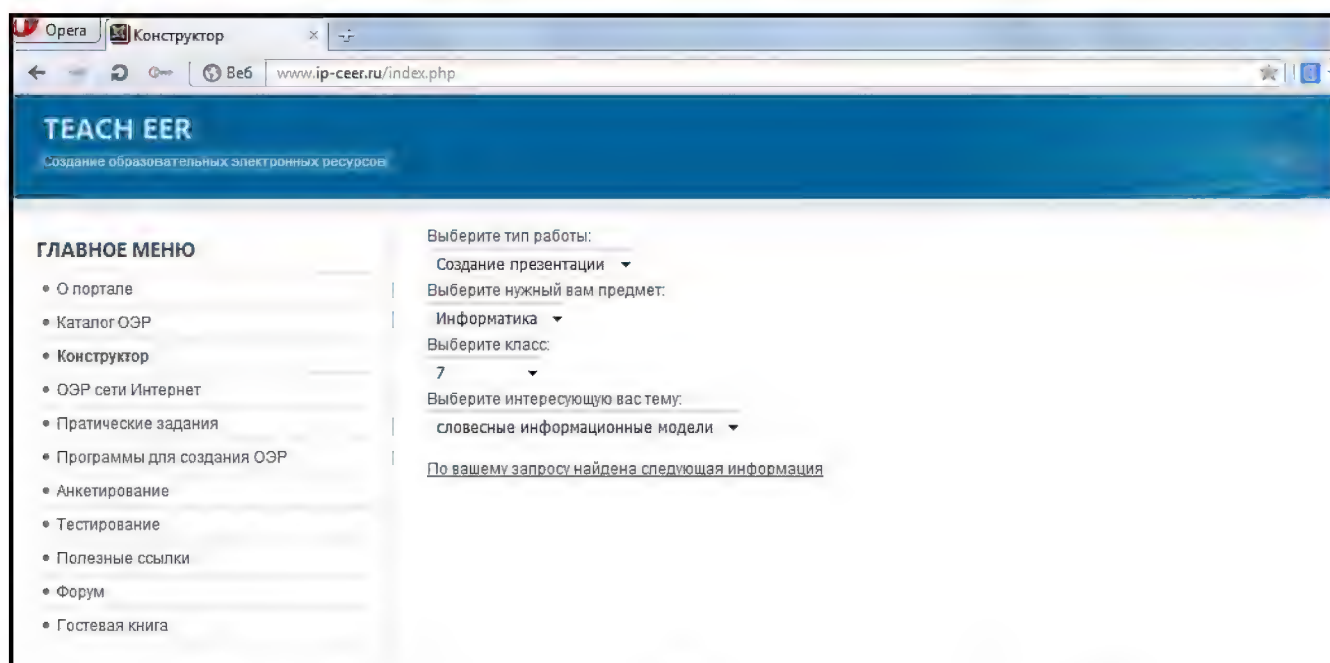 Opera
Конструктор
Веб www.ip-ceer.ru/index.php
TEACH EER
Создание образовательных электронных ресурсов
ГЛАВНОЕ МЕНЮ
• О портале
• Каталог ОЭР
• Конструктор
• ОЭР сети Интернет
• Пратические задания
• Программы для создания ОЭР
• Анкетирование
• Тестирование
• Полезные ссылки
• Форум
• Гостевая книга
Выберите тип работы:
Создание презентации
Выберите нужный вам предмет:
Информатика
Выберите класс:
7
Выберите интересующую вас тему:
словесные информационные модели
По вашему запросу найдена следующая информация